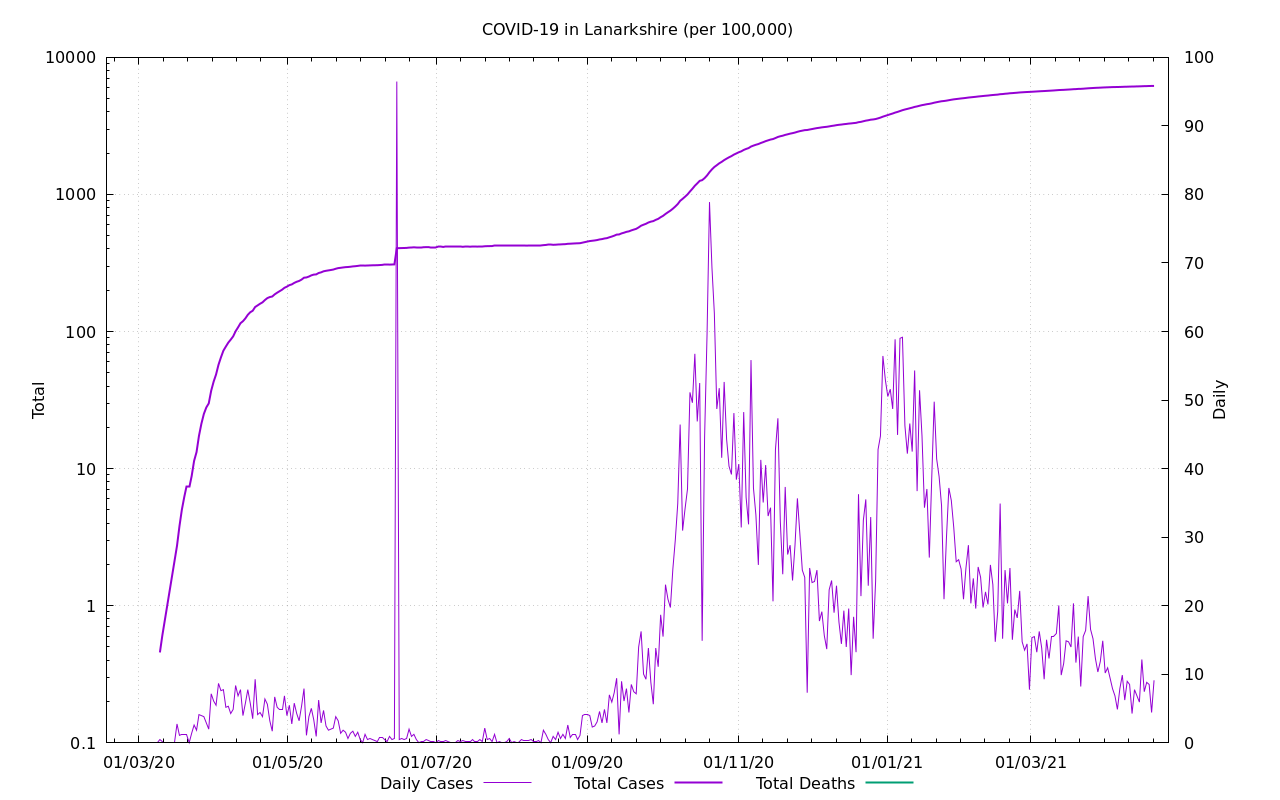 COVID-19 in Lanarkshire (per 100,000)
10000 100
90
1000 80
70
100 60
Total 50 Daily
10 40
30
1 20
10
0.1 0
01/03/20 01/05/20 01/07/20 01/09/20 01/11/20 01/01/21 01/03/21
Daily Cases Total Cases Total Deaths